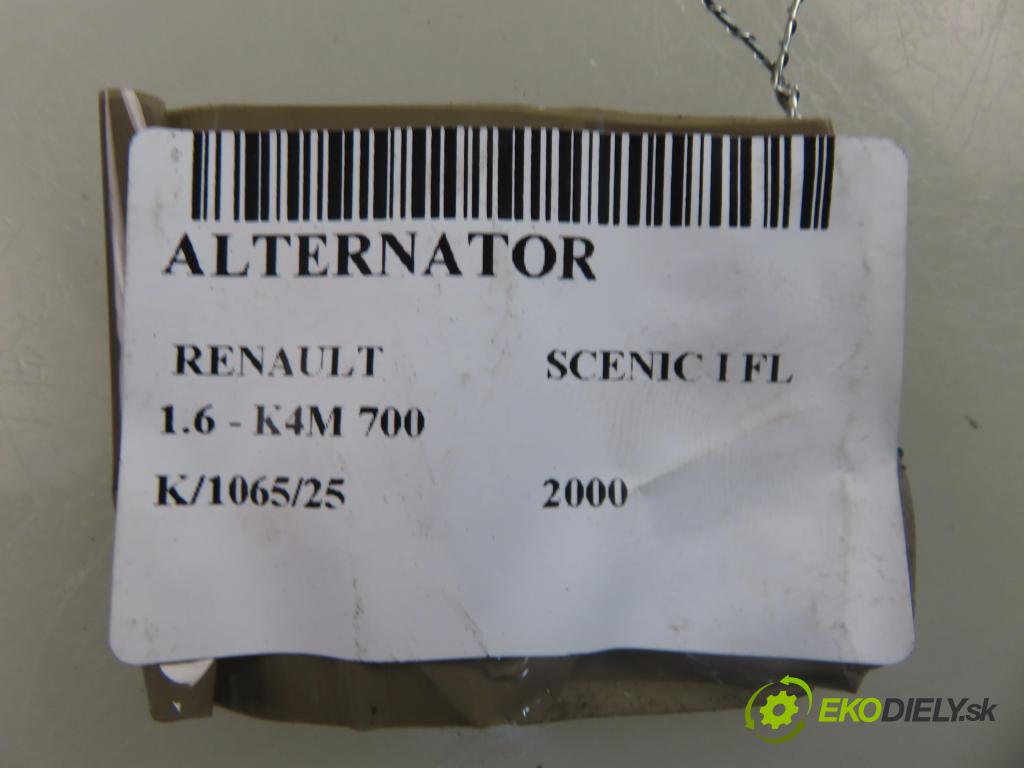 ALTERNATOR
RENAULT SCENIC I FL
1.6 - K4M 700
K/1065/25 2000
EKODIELY.sk